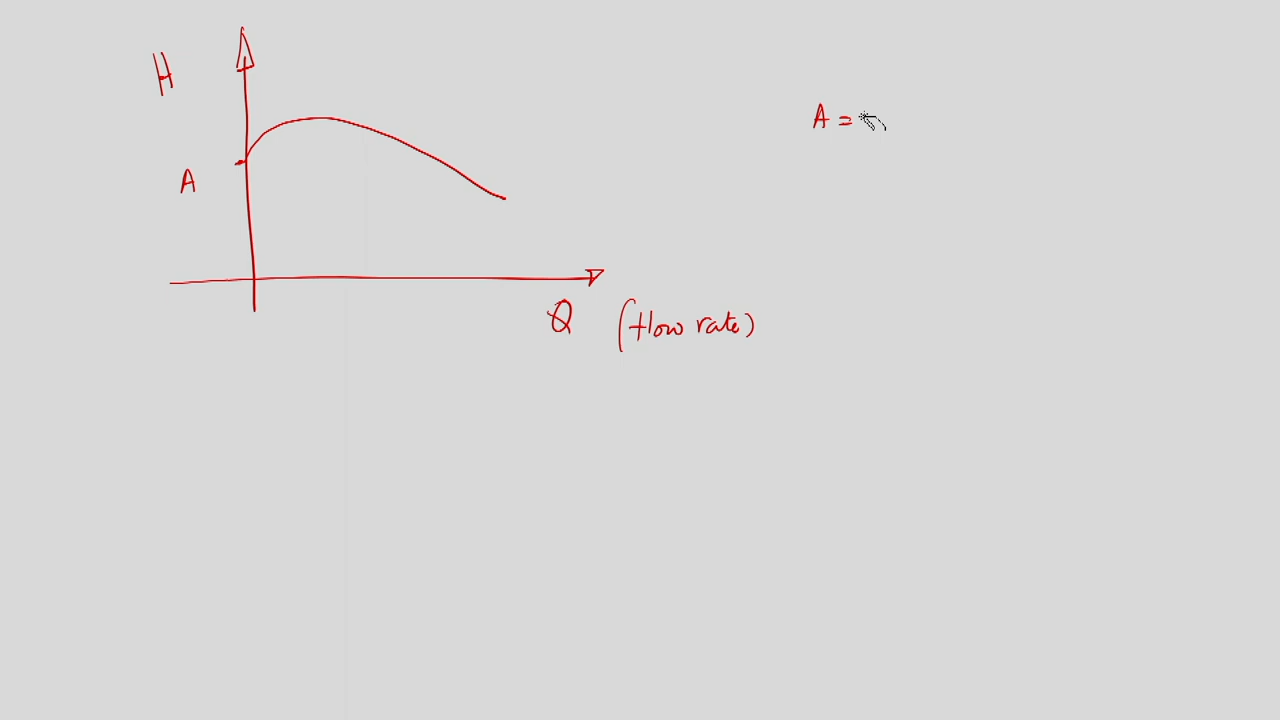 H
A =
A
Q (flow rate)